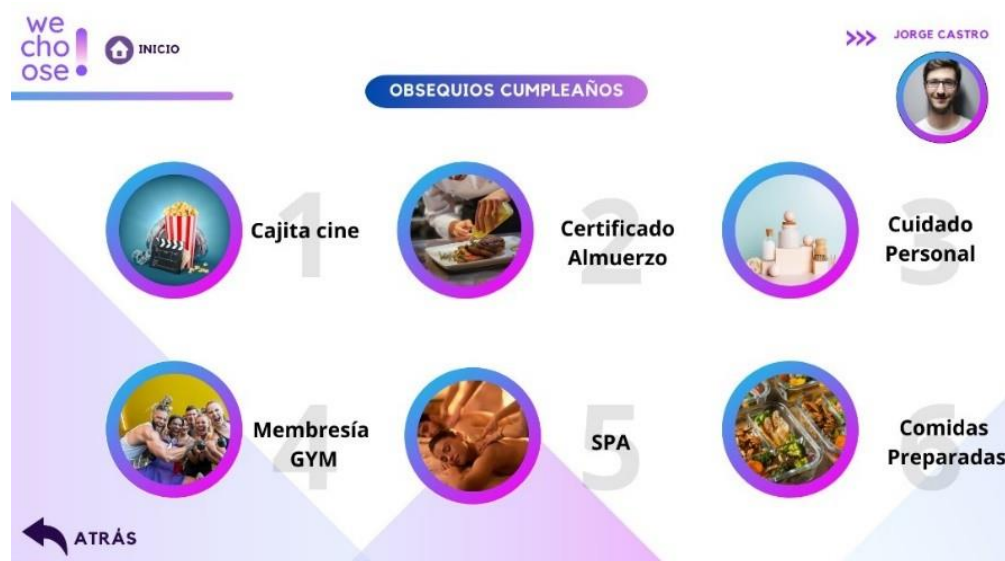 we
cho
ose!
INICIO
JORGE CASTRO
OBSEQUIOS CUMPLEAÑOS
1
Cajita cine
2
Certificado
Almuerzo
3
Cuidado
Personal
4
Membresía
GYM
5
SPA
6
Comidas
Preparadas
ATRÁS